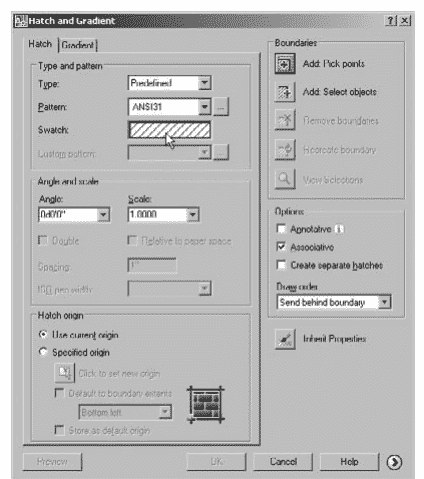 Hatch and Gradient
Hatch
Gradient
Type and pattern
Type:
Predefined
Pattern:
ANSI31
...
Swatch:
Custom pattern:
...
Angle and scale
Angle:
Scale:
0d0'0"
1.0000
Double
Relative to paper space
Spacing:
1"
ISO pen width:
Hatch origin
Use current origin
Specified origin
Click to set new origin
Default to boundary extents
Bottom left
Store as default origin
Boundaries
Add: Pick points
Add: Select objects
Remove boundaries
Recreate boundary
View Selections
Options
Annotative
Associative
Create separate hatches
Draw order
Send behind boundary
Inherit Properties
Preview
OK
Cancel
Help